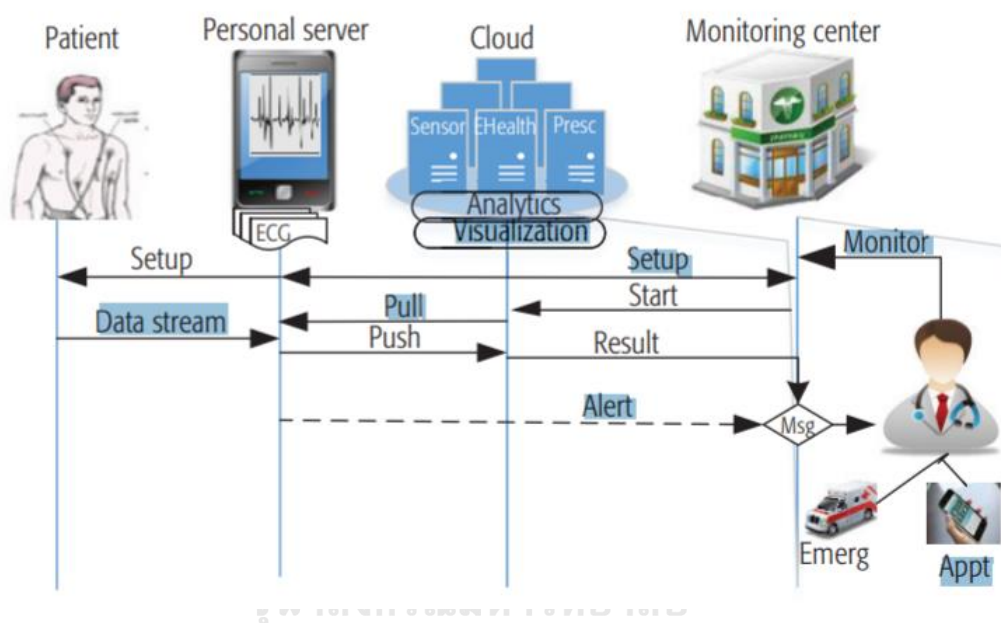 Patient
Personal server
Cloud
Monitoring center
Sensor
EHealth
Presc
pharmacy
Analytics
ECG
Visualization
Monitor
Setup
Setup
Start
Pull
Data stream
Push
Result
Alert
Msg
Emerg
Appt